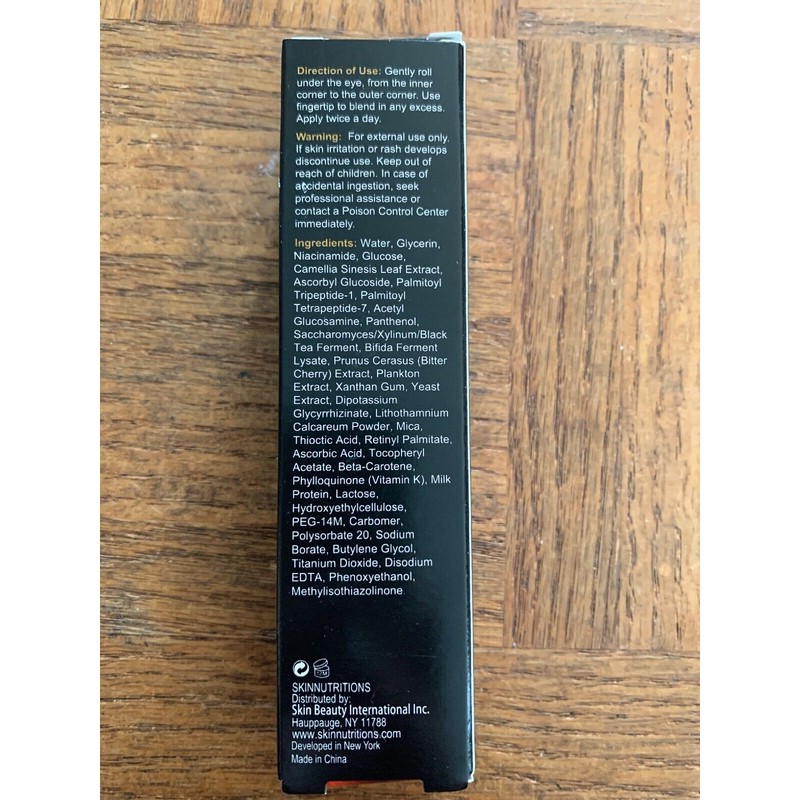 Direction of Use: Gently roll
under the eye, from the inner
corner to the outer corner. Use
fingertip to blend in any excess.
Apply twice a day.
Warning: For external use only.
If skin irritation or rash develops
discontinue use. Keep out of
reach of children. In case of
accidental ingestion, seek
professional assistance or
contact a Poison Control Center
immediately.
Ingredients: Water, Glycerin,
Niacinamide, Glucose,
Camellia Sinesis Leaf Extract,
Ascorbyl Glucoside, Palmitoyl
Tripeptide-1, Palmitoyl
Tetrapeptide-7, Acetyl
Glucosamine, Panthenol,
Saccharomyces/Xylinum/Black
Tea Ferment, Bifida Ferment
Lysate, Prunus Cerasus (Bitter
Cherry) Extract, Plankton
Extract, Xanthan Gum, Yeast
Extract, Dipotassium
Glycyrrhizinate, Lithothamnium
Calcareum Powder, Mica,
Thioctic Acid, Retinyl Palmitate,
Ascorbic Acid, Tocopheryl
Acetate, Beta-Carotene,
Phylloquinone (Vitamin K), Milk
Protein, Lactose,
Hydroxyethylcellulose,
PEG-14M, Carbomer,
Polysorbate 20, Sodium
Borate, Butylene Glycol,
Titanium Dioxide, Disodium
EDTA, Phenoxyethanol,
Methylisothiazolinone
12M
SKINNUTRITIONS
Distributed by:
Skin Beauty International Inc.
Hauppauge, NY 11788
www.skinnutritions.com
Developed in New York
Made in China